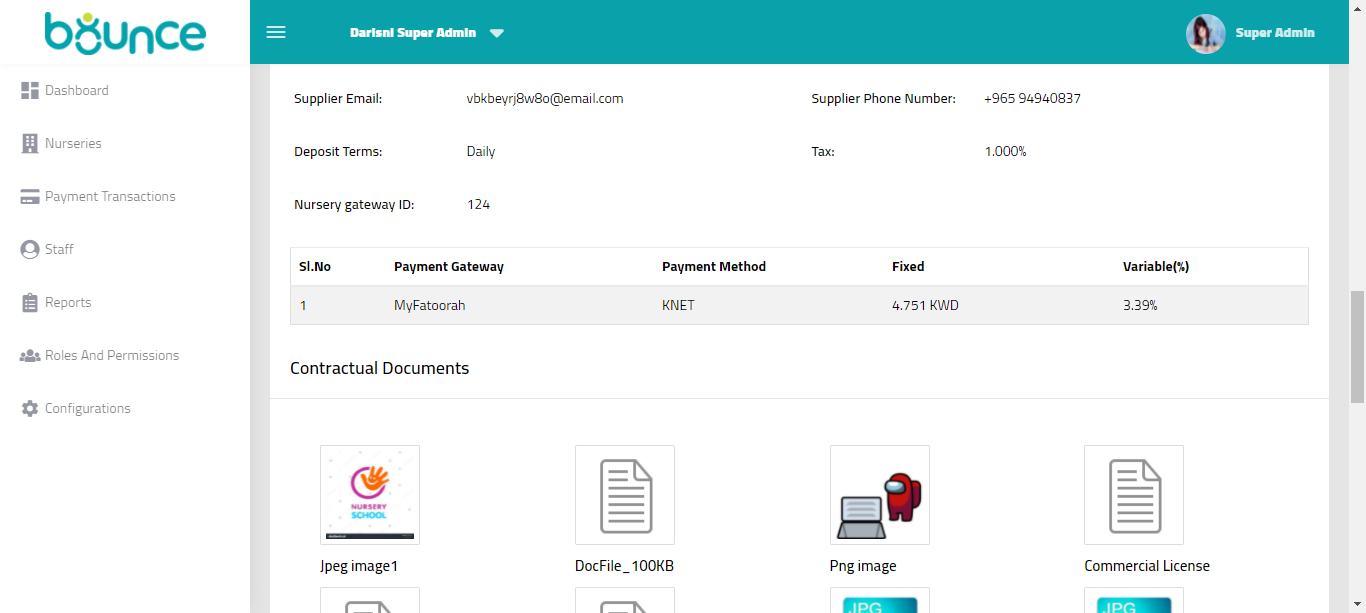 bounce
Darisni Super Admin
Super Admin
Dashboard
Nurseries
Payment Transactions
Staff
Reports
Roles And Permissions
Configurations
Supplier Email: vbkbeyrj8w8o@email.com Supplier Phone Number: +965 94940837
Deposit Terms: Daily Tax: 1.000%
Nursery gateway ID: 124
Sl.No Payment Gateway Payment Method Fixed Variable(%)
1 MyFatoorah KNET 4.751 KWD 3.39%
Contractual Documents
NURSERY
SCHOOL
Jpeg image1 DocFile_100KB Png image Commercial License
JPG JPG